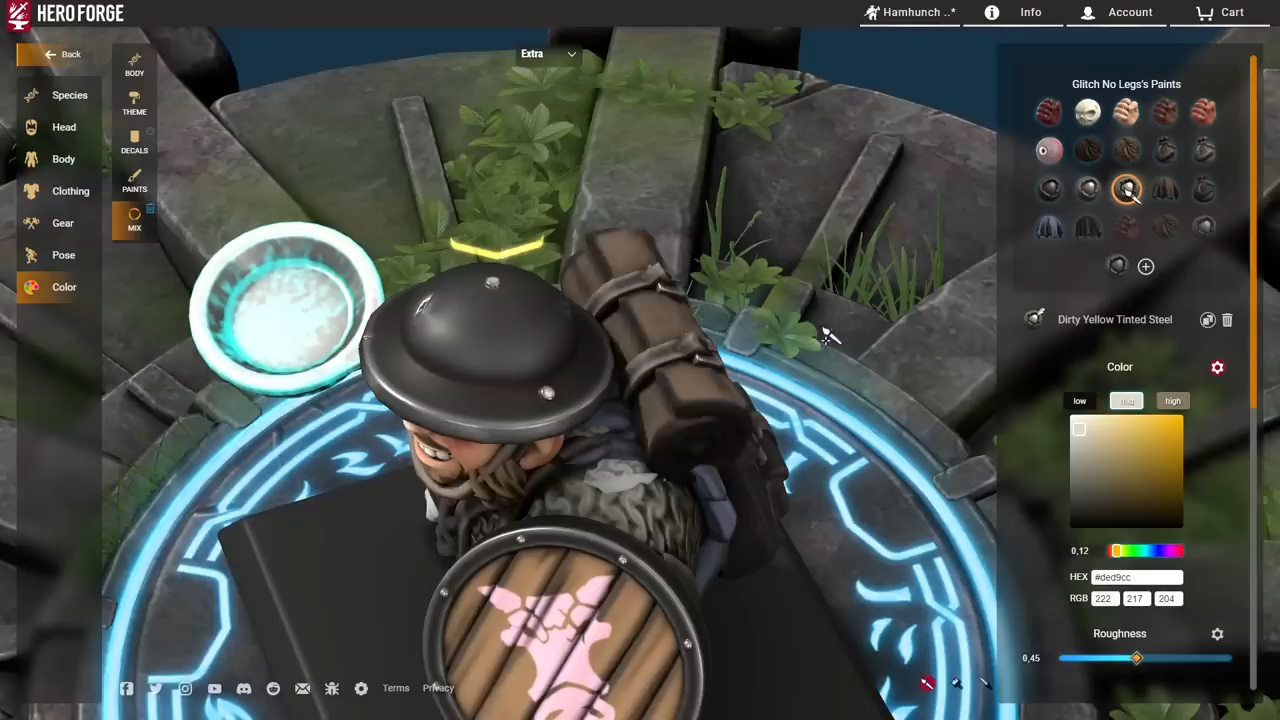 HERO FORGE
Hamhunch ..*
Info
Account
Cart
Back
Species
Head
Body
Clothing
Gear
Pose
Color
BODY
THEME
DECALS
PAINTS
MIX
Extra
Glitch No Legs's Paints
Dirty Yellow Tinted Steel
Color
low
mid
high
0,12
HEX #ded9cc
RGB 222 217 204
Roughness
0,45
Terms
Privacy